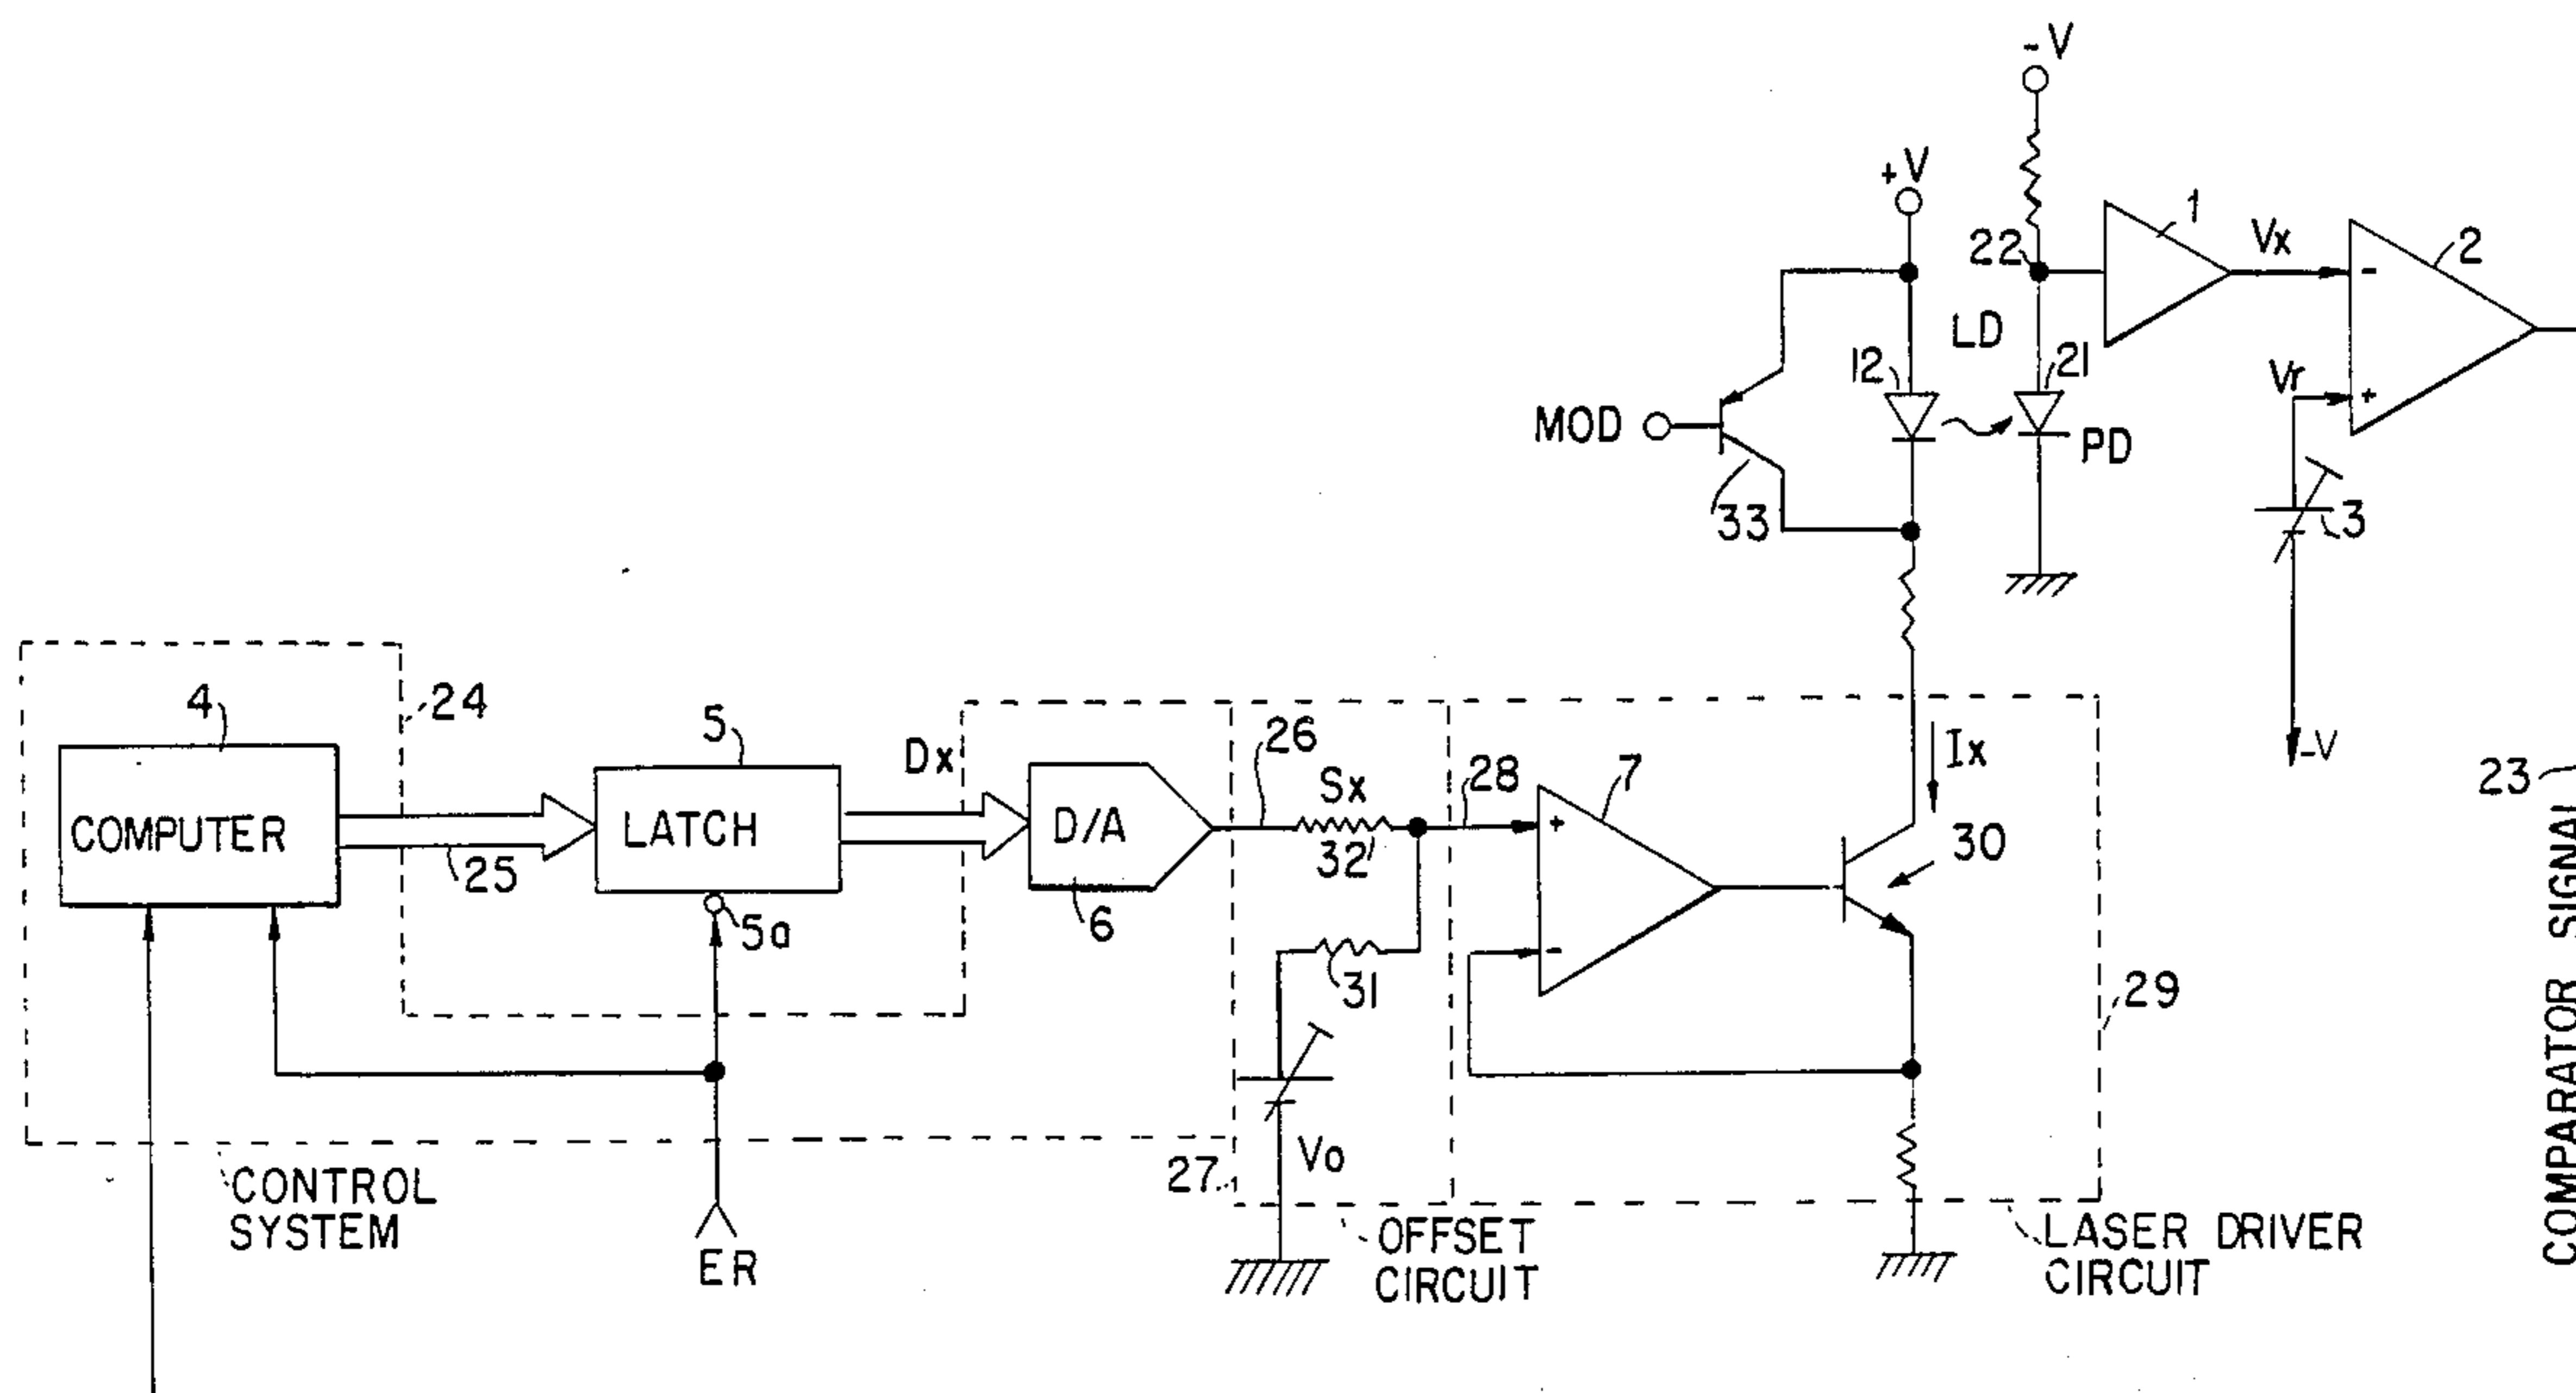 -V
+V
1
Vx
2
22
LD
12
21
Vr
-
+
MOD
PD
33
3
-V
4
24
5
Dx
26
Sx
28
7
Ix
23
COMPUTER
25
LATCH
D/A
32
+
30
5a
6
31
-
29
COMPARATOR SIGNAL
Vo
27
CONTROL
SYSTEM
ER
OFFSET
CIRCUIT
LASER DRIVER
CIRCUIT